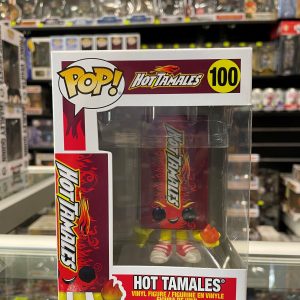 POP!
HOT TAMALES
100
HOT TAMALES
HOT TAMALES
HOT TAMALES®
VINYL FIGURE / FIGURINE EN VINYLE